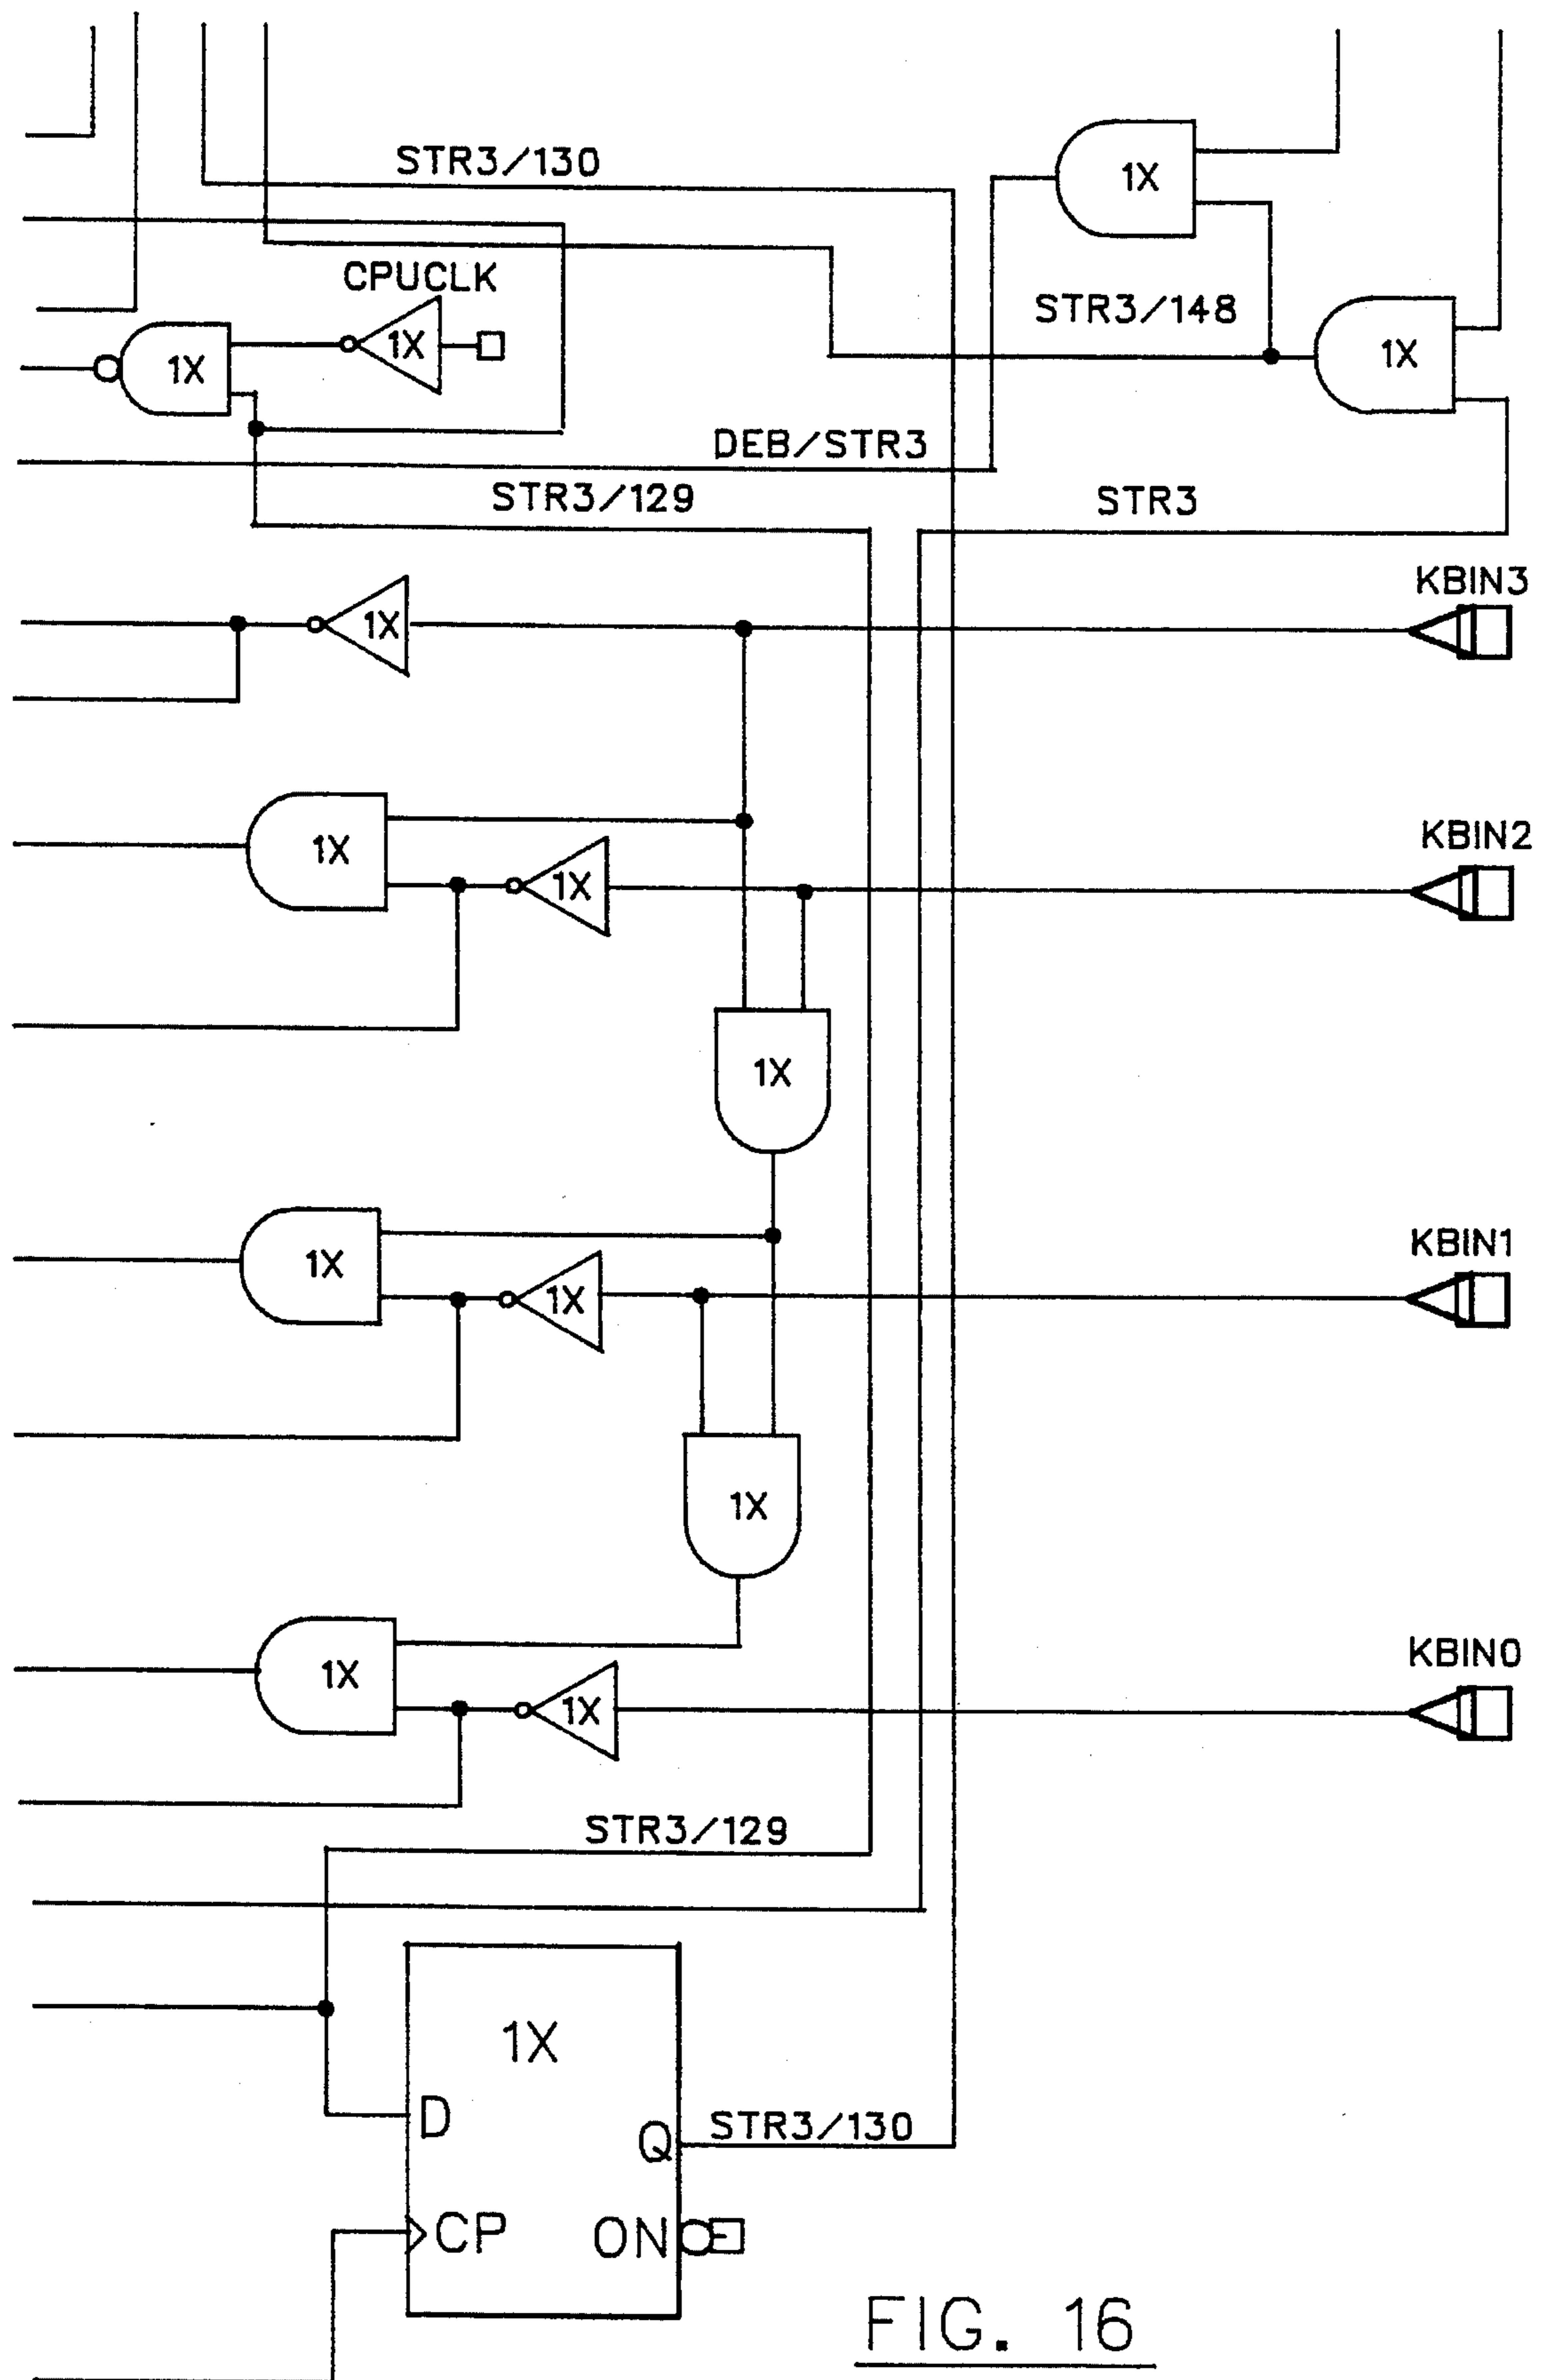 STR3/130
1X
CPUCLK
STR3/148
1X
1X
1X
DEB/STR3
STR3/129
STR3
KBIN3
1X
KBIN2
1X
1X
1X
KBIN1
1X
1X
1X
KBIN0
1X
1X
STR3/129
1X
D
Q
STR3/130
CP
ON
FIG. 16